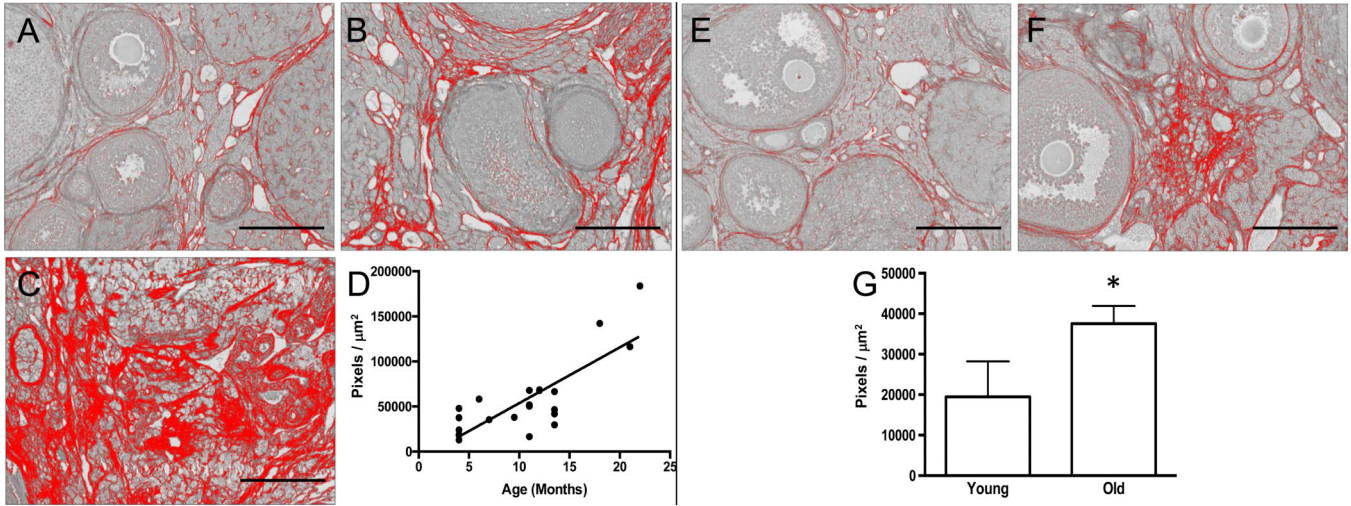 A
B
C
D
200000
150000
100000
50000
0
Pixels / μm²
0 5 10 15 20 25
Age (Months)
E
F
G
50000
40000
30000
20000
10000
0
Pixels / μm²
*
Young Old